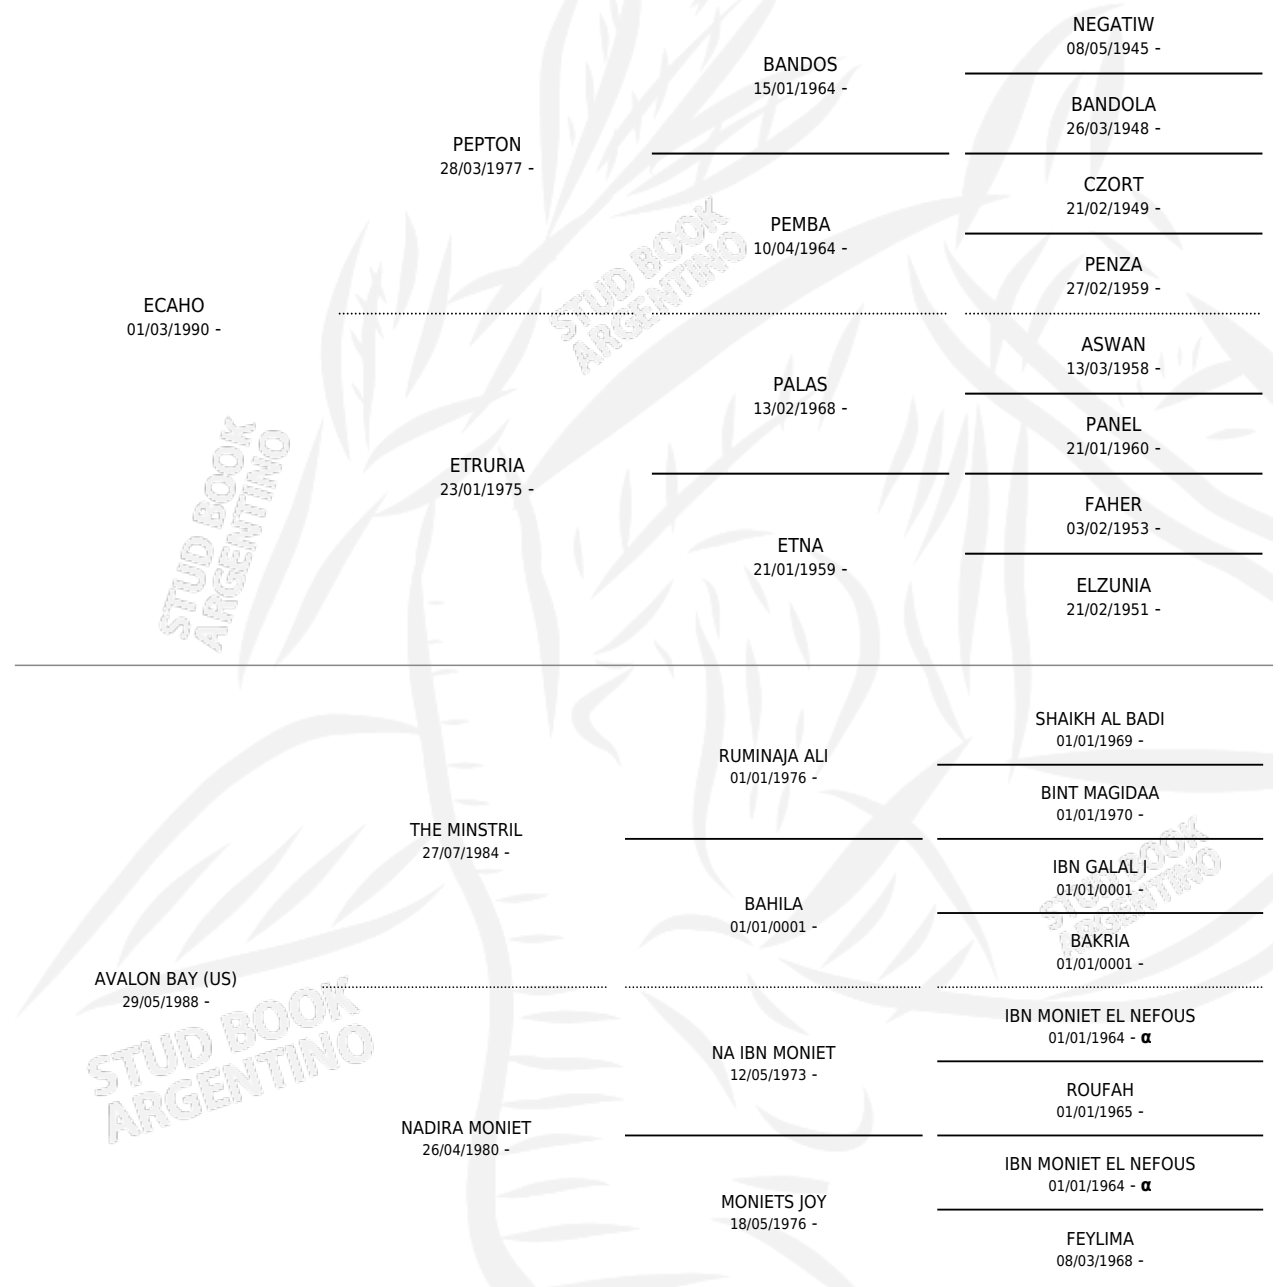 NEGATIW
08/05/1945 -
BANDOS
15/01/1964 -
BANDOLA
26/03/1948 -
PEPTON
28/03/1977 -
CZORT
21/02/1949 -
PEMBA
10/04/1964 -
PENZA
27/02/1959 -
ECAHO
01/03/1990 -
ASWAN
13/03/1958 -
PALAS
13/02/1968 -
PANEL
21/01/1960 -
ETRURIA
23/01/1975 -
FAHER
03/02/1953 -
ETNA
21/01/1959 -
ELZUNIA
21/02/1951 -
STUD BOOK
ARGENTINO
STUD BOOK
ARGENTINO
SHAIKH AL BADI
01/01/1969 -
RUMINAJA ALI
01/01/1976 -
BINT MAGIDAA
01/01/1970 -
THE MINSTRIL
27/07/1984 -
IBN GALAL I
01/01/0001 -
BAHILA
01/01/0001 -
BAKRIA
01/01/0001 -
AVALON BAY (US)
29/05/1988 -
IBN MONIET EL NEFOUS
01/01/1964 - α
NA IBN MONIET
12/05/1973 -
ROUFAH
01/01/1965 -
NADIRA MONIET
26/04/1980 -
IBN MONIET EL NEFOUS
01/01/1964 - α
MONIETS JOY
18/05/1976 -
FEYLIMA
08/03/1968 -
STUD BOOK
ARGENTINO
STUD BOOK
ARGENTINO